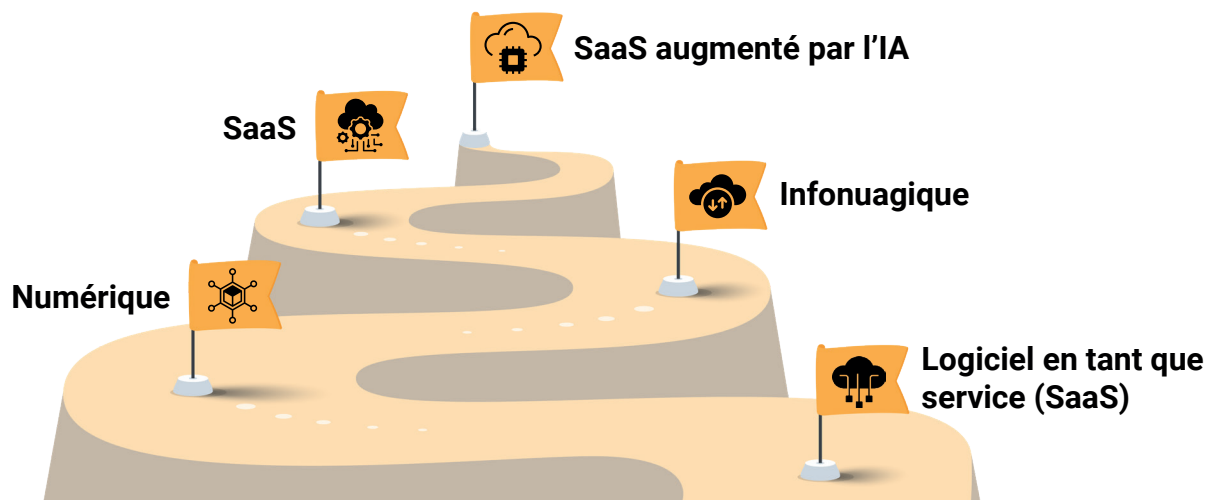 SaaS augmenté par l’IA
SaaS
Infonuagique
Numérique
Logiciel en tant que
service (SaaS)